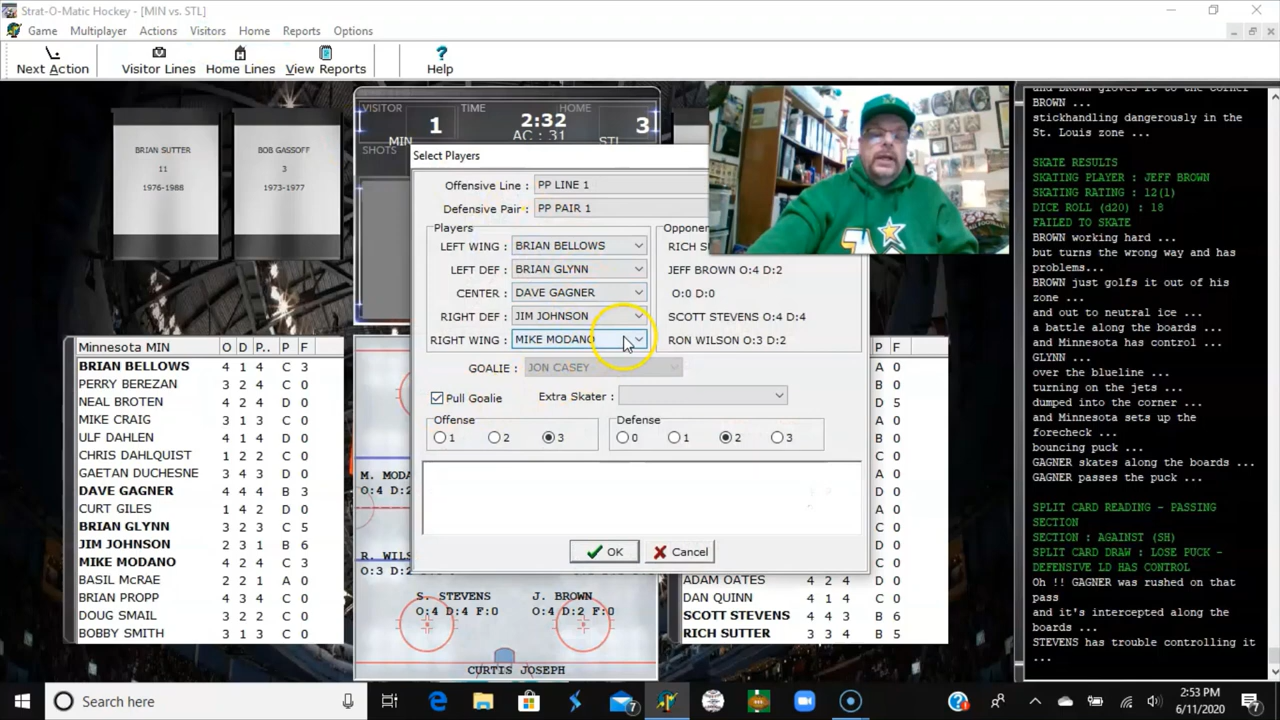 Strat-O-Matic Hockey - [MIN vs. STL]
Game Multiplayer Actions Visitors Home Reports Options
Next Action Visitor Lines Home Lines View Reports Help
BRIAN SUTTER
11
1976-1988
BOB GASSOFF
3
1973-1977
VISITOR TIME HOME
MIN 1 2:32 STL 3
AC : 31
SHOTS
Select Players
Offensive Line : PP LINE 1
Defensive Pair : PP PAIR 1
Players
LEFT WING : BRIAN BELLOWS
LEFT DEF : BRIAN GLYNN
CENTER : DAVE GAGNER
RIGHT DEF : JIM JOHNSON
RIGHT WING : MIKE MODANO
GOALIE : JON CASEY
Pull Goalie Extra Skater :
Opponent
RICH SU
JEFF BROWN O:4 D:2
O:0 D:0
SCOTT STEVENS O:4 D:4
RON WILSON O:3 D:2
Offense
1 2 3
Defense
0 1 2 3
OK Cancel
Minnesota MIN O D P.. P F
BRIAN BELLOWS 4 1 4 C 3
PERRY BEREZAN 3 4 2 C 0
NEAL BROTEN 4 2 4 D 0
MIKE CRAIG 3 1 3 C 0
ULF DAHLEN 4 2 4 C 0
CHRIS DAHLQUIST 1 2 2 C 0
GAETAN DUCHESNE 3 4 3 D 0
DAVE GAGNER 4 4 4 B 3
CURT GILES 1 4 2 D 0
BRIAN GLYNN 3 2 3 C 5
JIM JOHNSON 2 3 1 B 6
MIKE MODANO 4 2 4 C 3
BASIL McRAE 2 2 1 A 0
BRIAN PROPP 3 3 4 C 0
DOUG SMAIL 3 3 2 C 0
BOBBY SMITH 3 1 3 C 0
M. MODA
O:4 D:2
R. WILS
O:3 D:2
S. STEVENS
O:4 D:4 F:0
J. BROWN
O:4 D:2 F:0
CURTIS JOSEPH
P F
A 0
D 5
D 0
C 0
B 0
C 0
A 0
D 0
A 0
C 0
B 0
C 0
ADAM OATES 4 2 4 C 0
DAN QUINN 4 1 4 C 0
SCOTT STEVENS 4 4 3 B 6
RICH SUTTER 3 3 4 B 5
BROWN ...
stickhandling dangerously in the
St. Louis zone ...
SKATE RESULTS
SKATING PLAYER : JEFF BROWN
SKATING RATING : 12(1)
DICE ROLL (d20) : 18
FAILED TO SKATE
BROWN working hard ...
but turns the wrong way and has
problems...
BROWN just golfs it out of his
zone ...
and out to neutral ice ...
a battle along the boards ...
and Minnesota has control ...
GLYNN ...
over the blueline ...
turning on the jets ...
dumped into the corner ...
and Minnesota sets up the
forecheck ...
bouncing puck ...
GAGNER skates along the boards ...
GAGNER passes the puck ...
SPLIT CARD READING - PASSING
SECTION
SECTION : AGAINST (SH)
SPLIT CARD DRAW : LOSE PUCK -
DEFENSIVE LD HAS CONTROL
Oh !! GAGNER was rushed on that
pass
and it's intercepted along the
boards ...
STEVENS has trouble controlling it
...
Search here
7
2:53 PM
6/11/2020
7